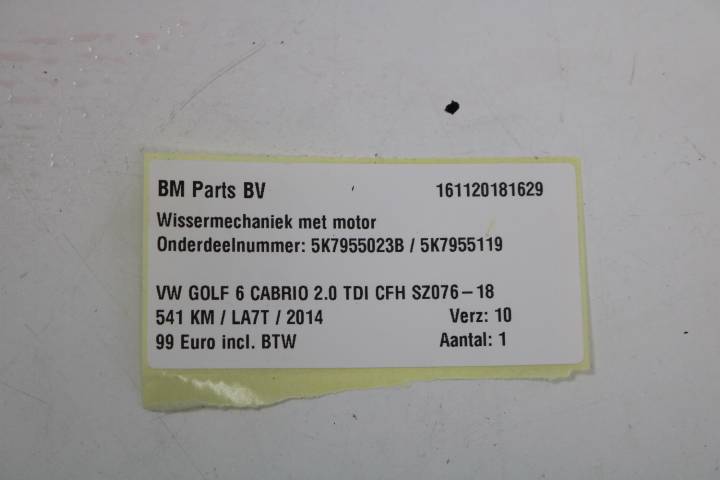 BM Parts BV 161120181629
Wissermechaniek met motor
Onderdeelnummer: 5K7955023B / 5K7955119
VW GOLF 6 CABRIO 2.0 TDI CFH SZ076-18
541 KM / LA7T / 2014 Verz: 10
99 Euro incl. BTW Aantal: 1